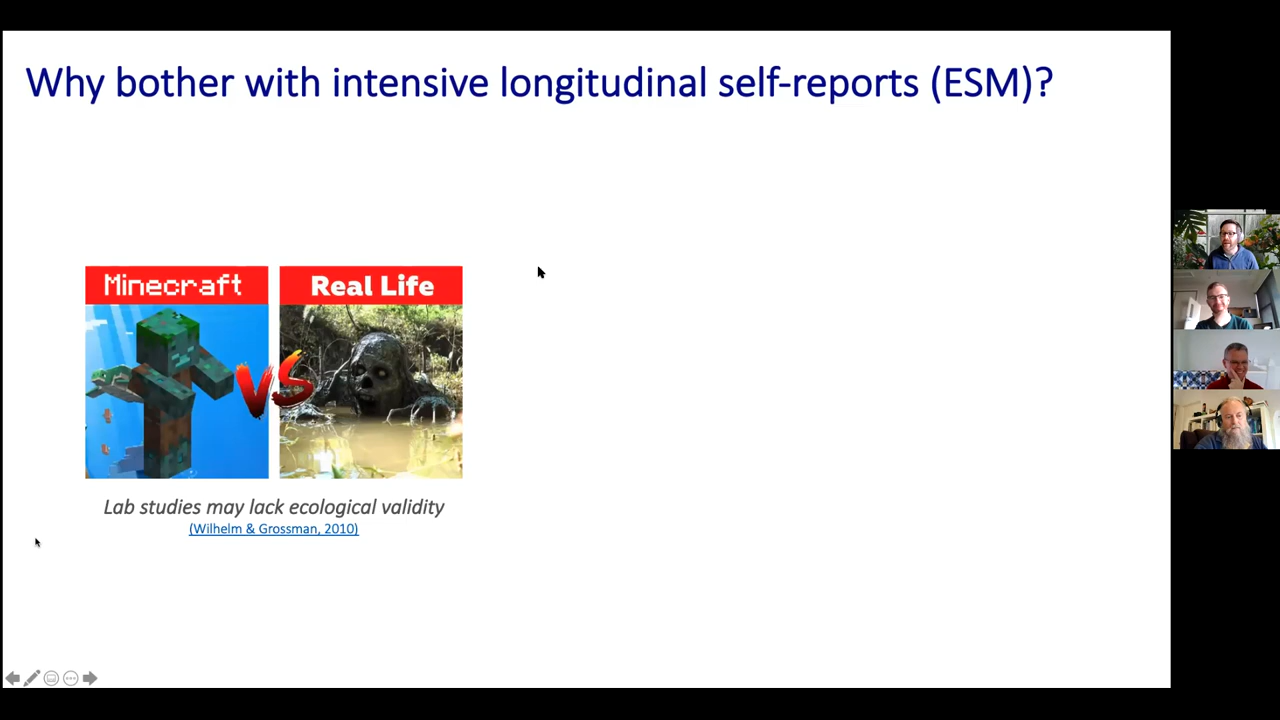 Why bother with intensive longitudinal self-reports (ESM)?
Minecraft
Real Life
VS
Lab studies may lack ecological validity
(Wilhelm & Grossman, 2010)